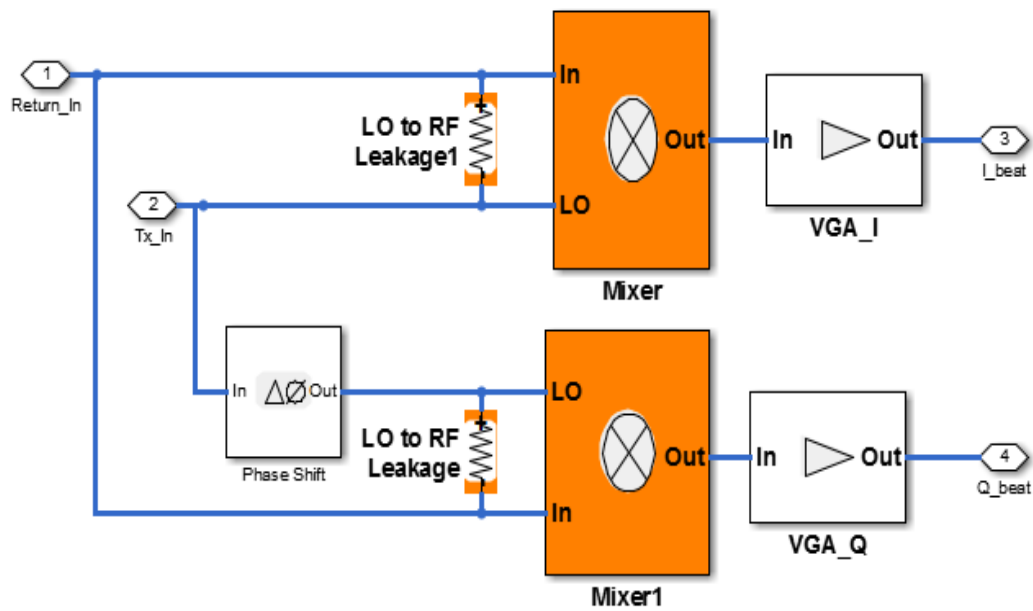 1
Return_In
LO to RF
Leakage1
+
In
LO
Out
Mixer
In
Out
VGA_I
3
I_beat
2
Tx_In
In
ΔØ
Out
Phase Shift
LO to RF
Leakage
+
LO
In
Out
Mixer1
In
Out
VGA_Q
4
Q_beat